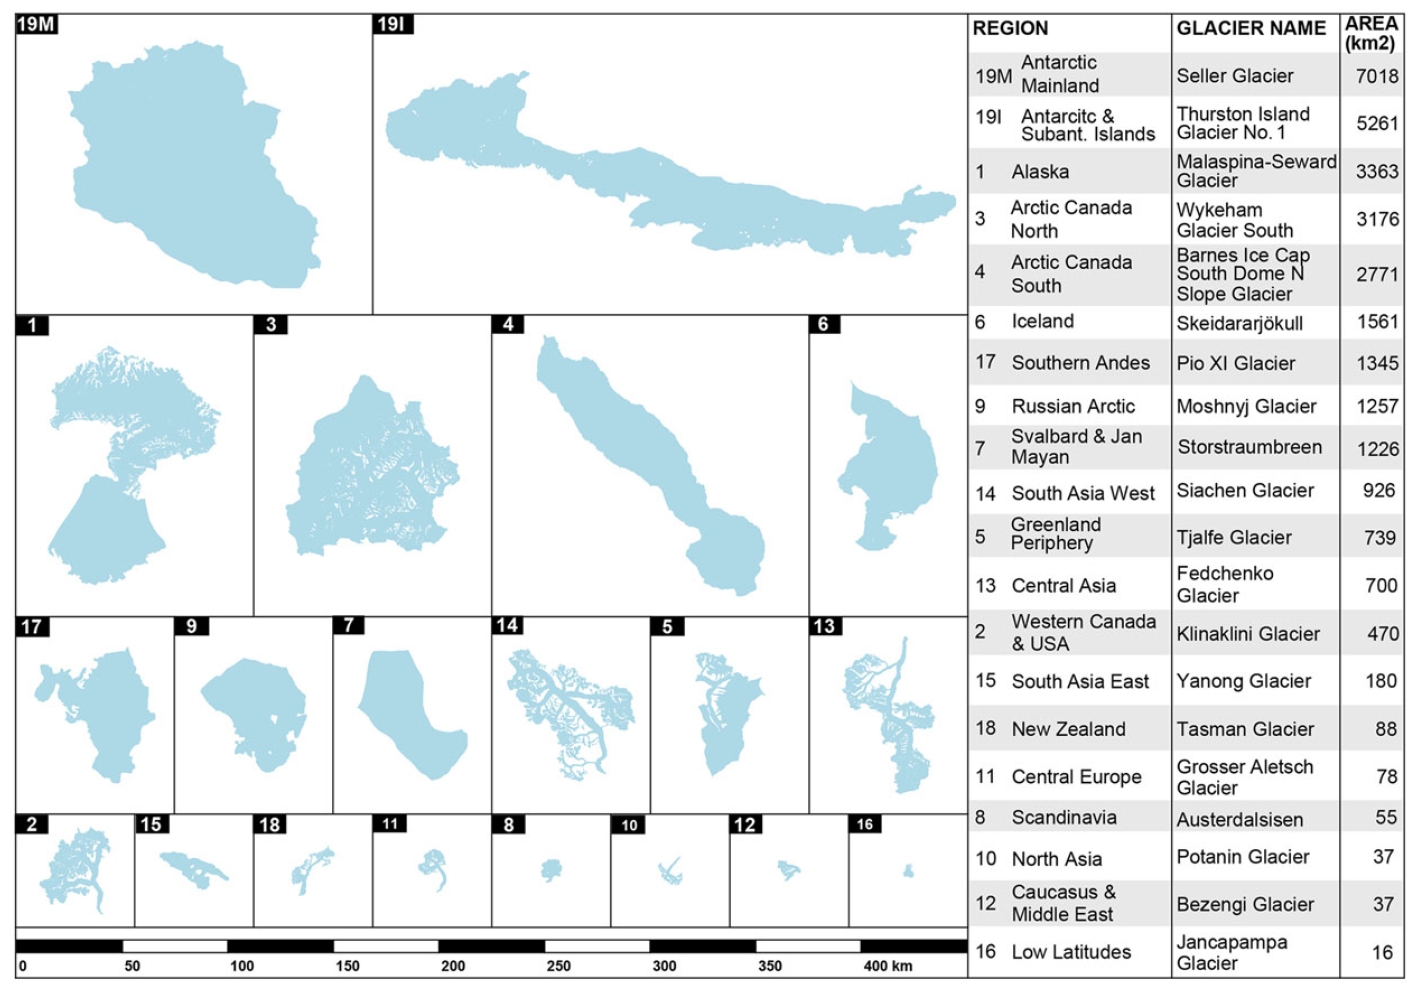 19M
19I
1
3
4
6
17
9
7
14
5
13
2
15
18
11
8
10
12
16
0 50 100 150 200 250 300 350 400 km
REGION GLACIER NAME AREA
(km2)
19M Antarctic
Mainland
Seller Glacier 7018
19I Antarcitc &
Subant. Islands
Thurston Island
Glacier No. 1
5261
1 Alaska
Malaspina-Seward
Glacier
3363
3 Arctic Canada
North
Wykeham
Glacier South
3176
4 Arctic Canada
South
Barnes Ice Cap
South Dome N
Slope Glacier
2771
6 Iceland Skeidararjökull 1561
17 Southern Andes Pio XI Glacier 1345
9 Russian Arctic Moshnyj Glacier 1257
7 Svalbard & Jan
Mayan
Storstraumbreen 1226
14 South Asia West Siachen Glacier 926
5 Greenland
Periphery
Tjalfe Glacier 739
13 Central Asia
Fedchenko
Glacier
700
2 Western Canada
& USA
Klinaklini Glacier 470
15 South Asia East Yanong Glacier 180
18 New Zealand Tasman Glacier 88
11 Central Europe
Grosser Aletsch
Glacier
78
8 Scandinavia Austerdalsisen 55
10 North Asia Potanin Glacier 37
12 Caucasus &
Middle East
Bezengi Glacier 37
16 Low Latitudes
Jancapampa
Glacier
16